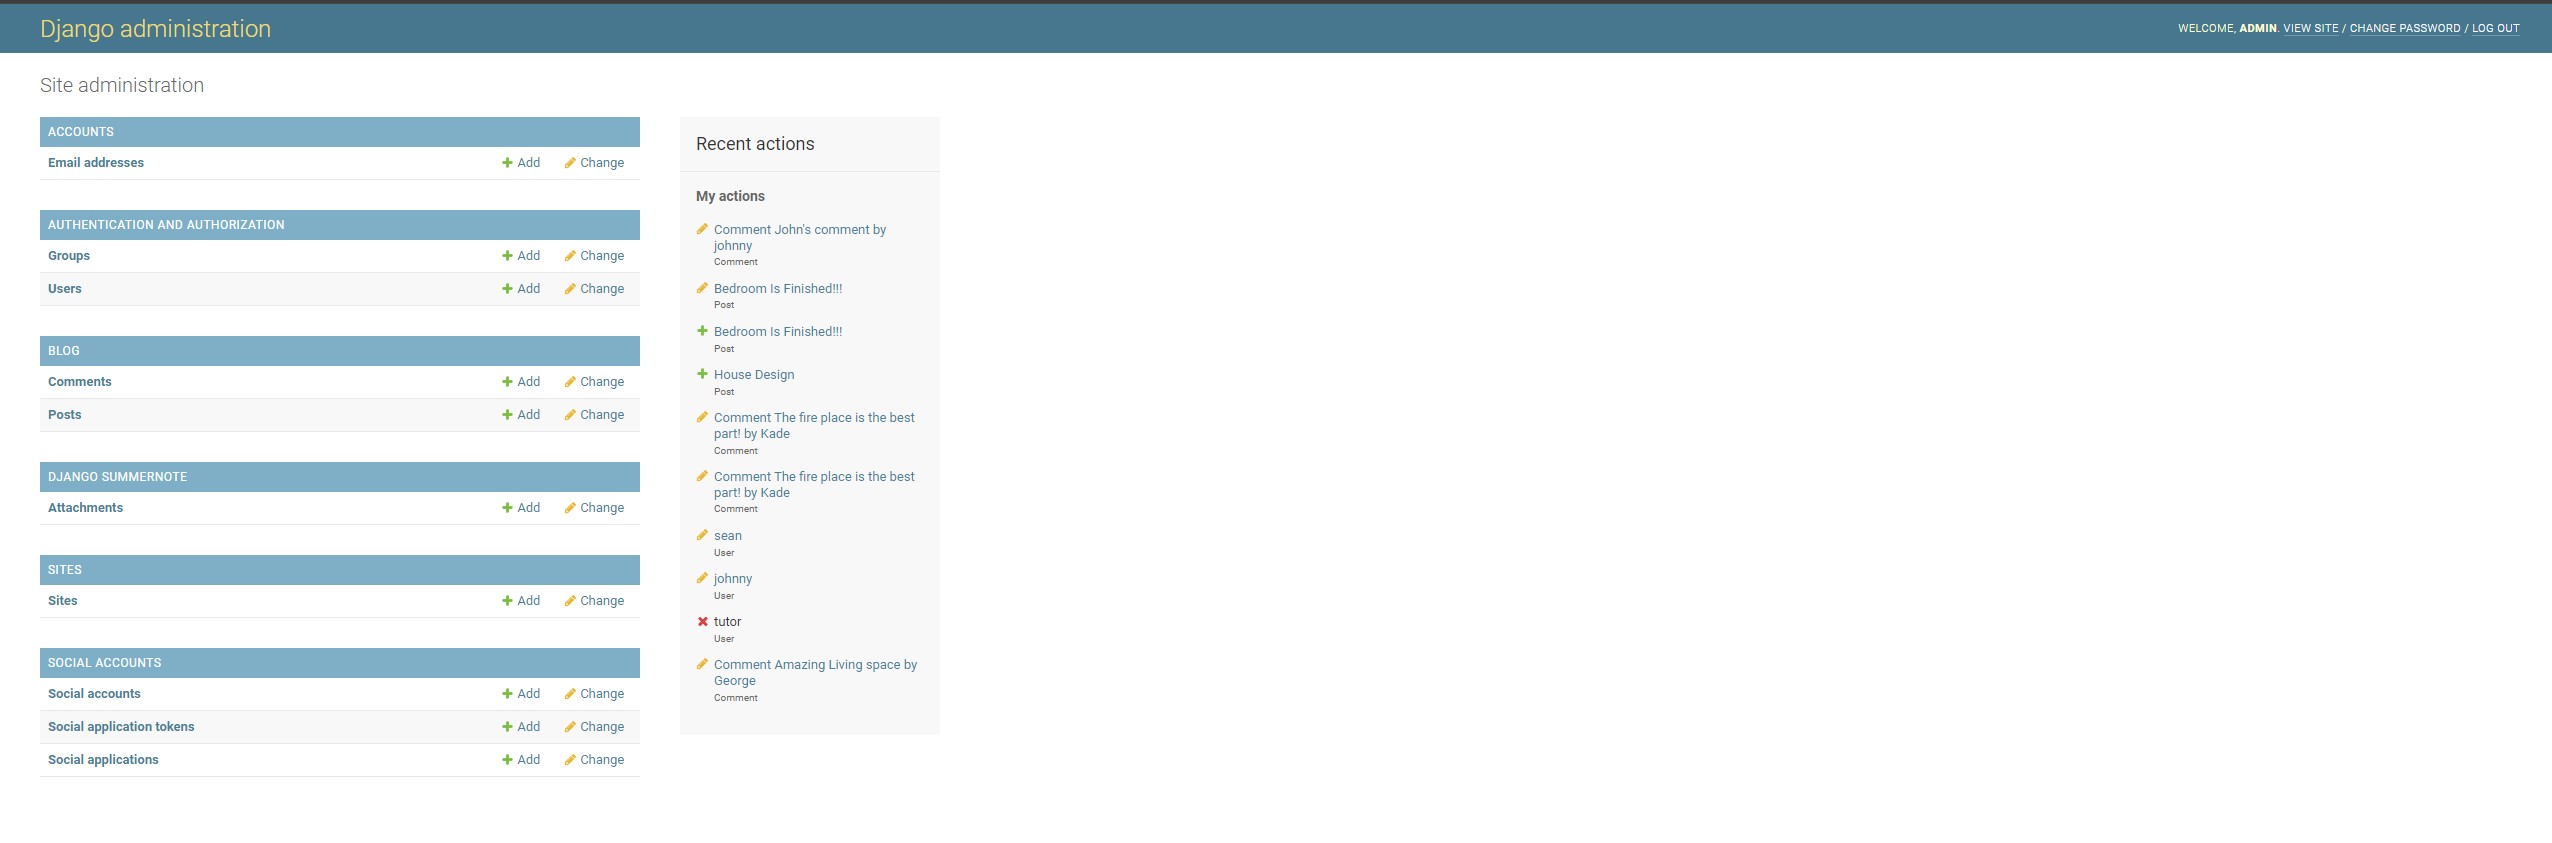 Django administration
WELCOME, ADMIN. VIEW SITE / CHANGE PASSWORD / LOG OUT
Site administration
ACCOUNTS
Email addresses Add Change
AUTHENTICATION AND AUTHORIZATION
Groups Add Change
Users Add Change
BLOG
Comments Add Change
Posts Add Change
DJANGO SUMMERNOTE
Attachments Add Change
SITES
Sites Add Change
SOCIAL ACCOUNTS
Social accounts Add Change
Social application tokens Add Change
Social applications Add Change
Recent actions
My actions
Comment John's comment by
johnny
Comment
Bedroom Is Finished!!!
Post
Bedroom Is Finished!!!
Post
House Design
Post
Comment The fire place is the best
part! by Kade
Comment
Comment The fire place is the best
part! by Kade
Comment
sean
User
johnny
User
tutor
User
Comment Amazing Living space by
George
Comment